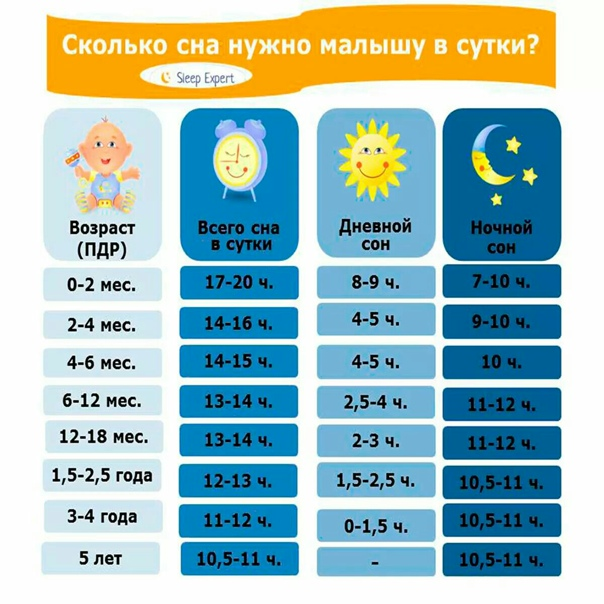 Сколько сна нужно малышу в сутки?
Sleep Expert
Возраст
(ПДР)
Всего сна
в сутки
Дневной
сон
Ночной
сон
0-2 мес. 17-20 ч. 8-9 ч. 7-10 ч.
2-4 мес. 14-16 ч. 4-5 ч. 9-10 ч.
4-6 мес. 14-15 ч. 4-5 ч. 10 ч.
6-12 мес. 13-14 ч. 2,5-4 ч. 11-12 ч.
12-18 мес. 13-14 ч. 2-3 ч. 11-12 ч.
1,5-2,5 года 12-13 ч. 1,5-2,5 ч. 10,5-11 ч.
3-4 года 11-12 ч. 0-1,5 ч. 10,5-11 ч.
5 лет 10,5-11 ч. - 10,5-11 ч.